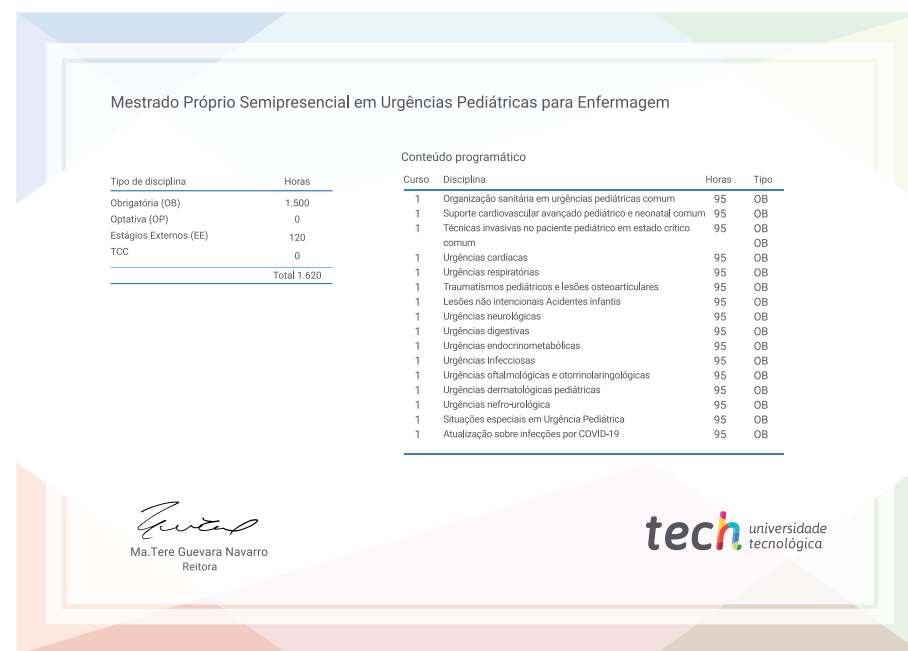 Mestrado Próprio Semipresencial em Urgências Pediátricas para Enfermagem
Tipo de disciplina Horas
Obrigatória (OB) 1.500
Optativa (OP) 0
Estágios Externos (EE) 120
TCC 0
Total 1.620
Conteúdo programático
Curso Disciplina Horas Tipo
1 Organização sanitária em urgências pediátricas comum 95 OB
1 Suporte cardiovascular avançado pediátrico e neonatal comum 95 OB
1 Técnicas invasivas no paciente pediátrico em estado crítico 95 OB
comum OB
1 Urgências cardíacas 95 OB
1 Urgências respiratórias 95 OB
1 Traumatismos pediátricos e lesões osteoarticulares 95 OB
1 Lesões não intencionais Acidentes infantis 95 OB
1 Urgências neurológicas 95 OB
1 Urgências digestivas 95 OB
1 Urgências endocrinometabólicas 95 OB
1 Urgências Infecciosas 95 OB
1 Urgências oftalmológicas e otorrinolaringológicas 95 OB
1 Urgências dermatológicas pediátricas 95 OB
1 Urgências nefro-urológica 95 OB
1 Situações especiais em Urgência Pediátrica 95 OB
1 Atualização sobre infecções por COVID-19 95 OB
Ma.Tere Guevara Navarro
Reitora
tech universidade
tecnológica